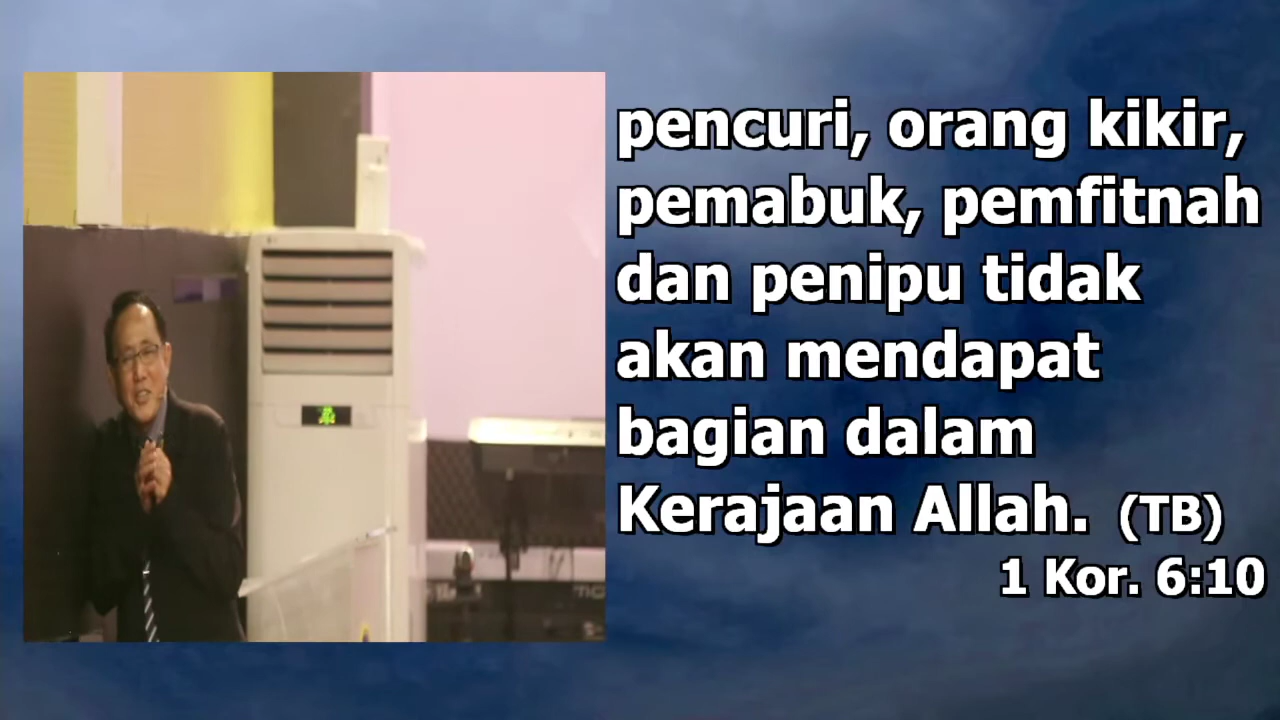 pencuri, orang kikir,
pemabuk, pemfitnah
dan penipu tidak
akan mendapat
bagian dalam
Kerajaan Allah. (TB)
1 Kor. 6:10